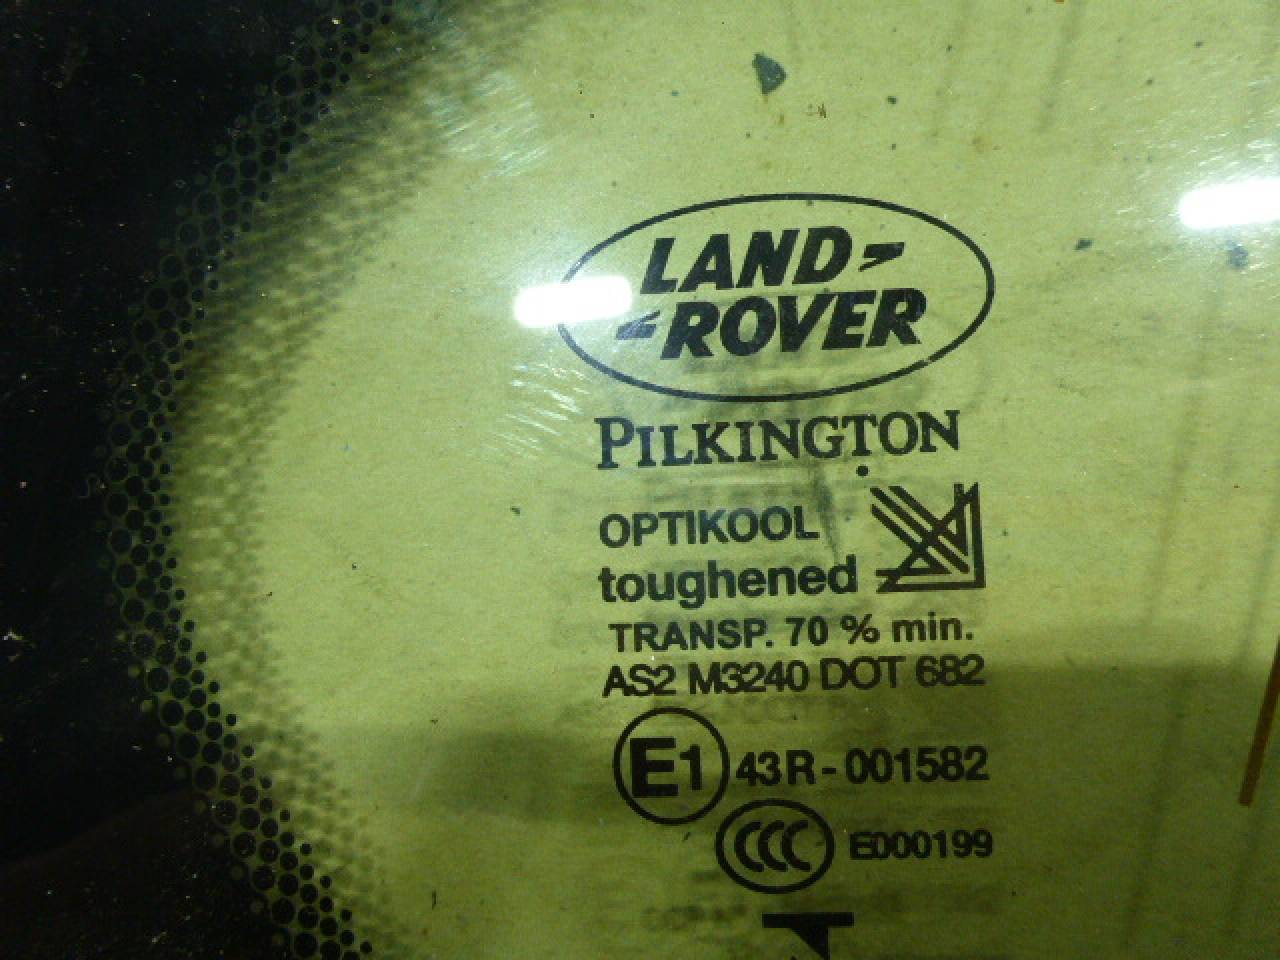 LAND
ROVER
PILKINGTON
OPTIKOOL
toughened
TRANSP. 70 % min.
AS2 M3240 DOT 682
E1 43R-001582
CCC E000199